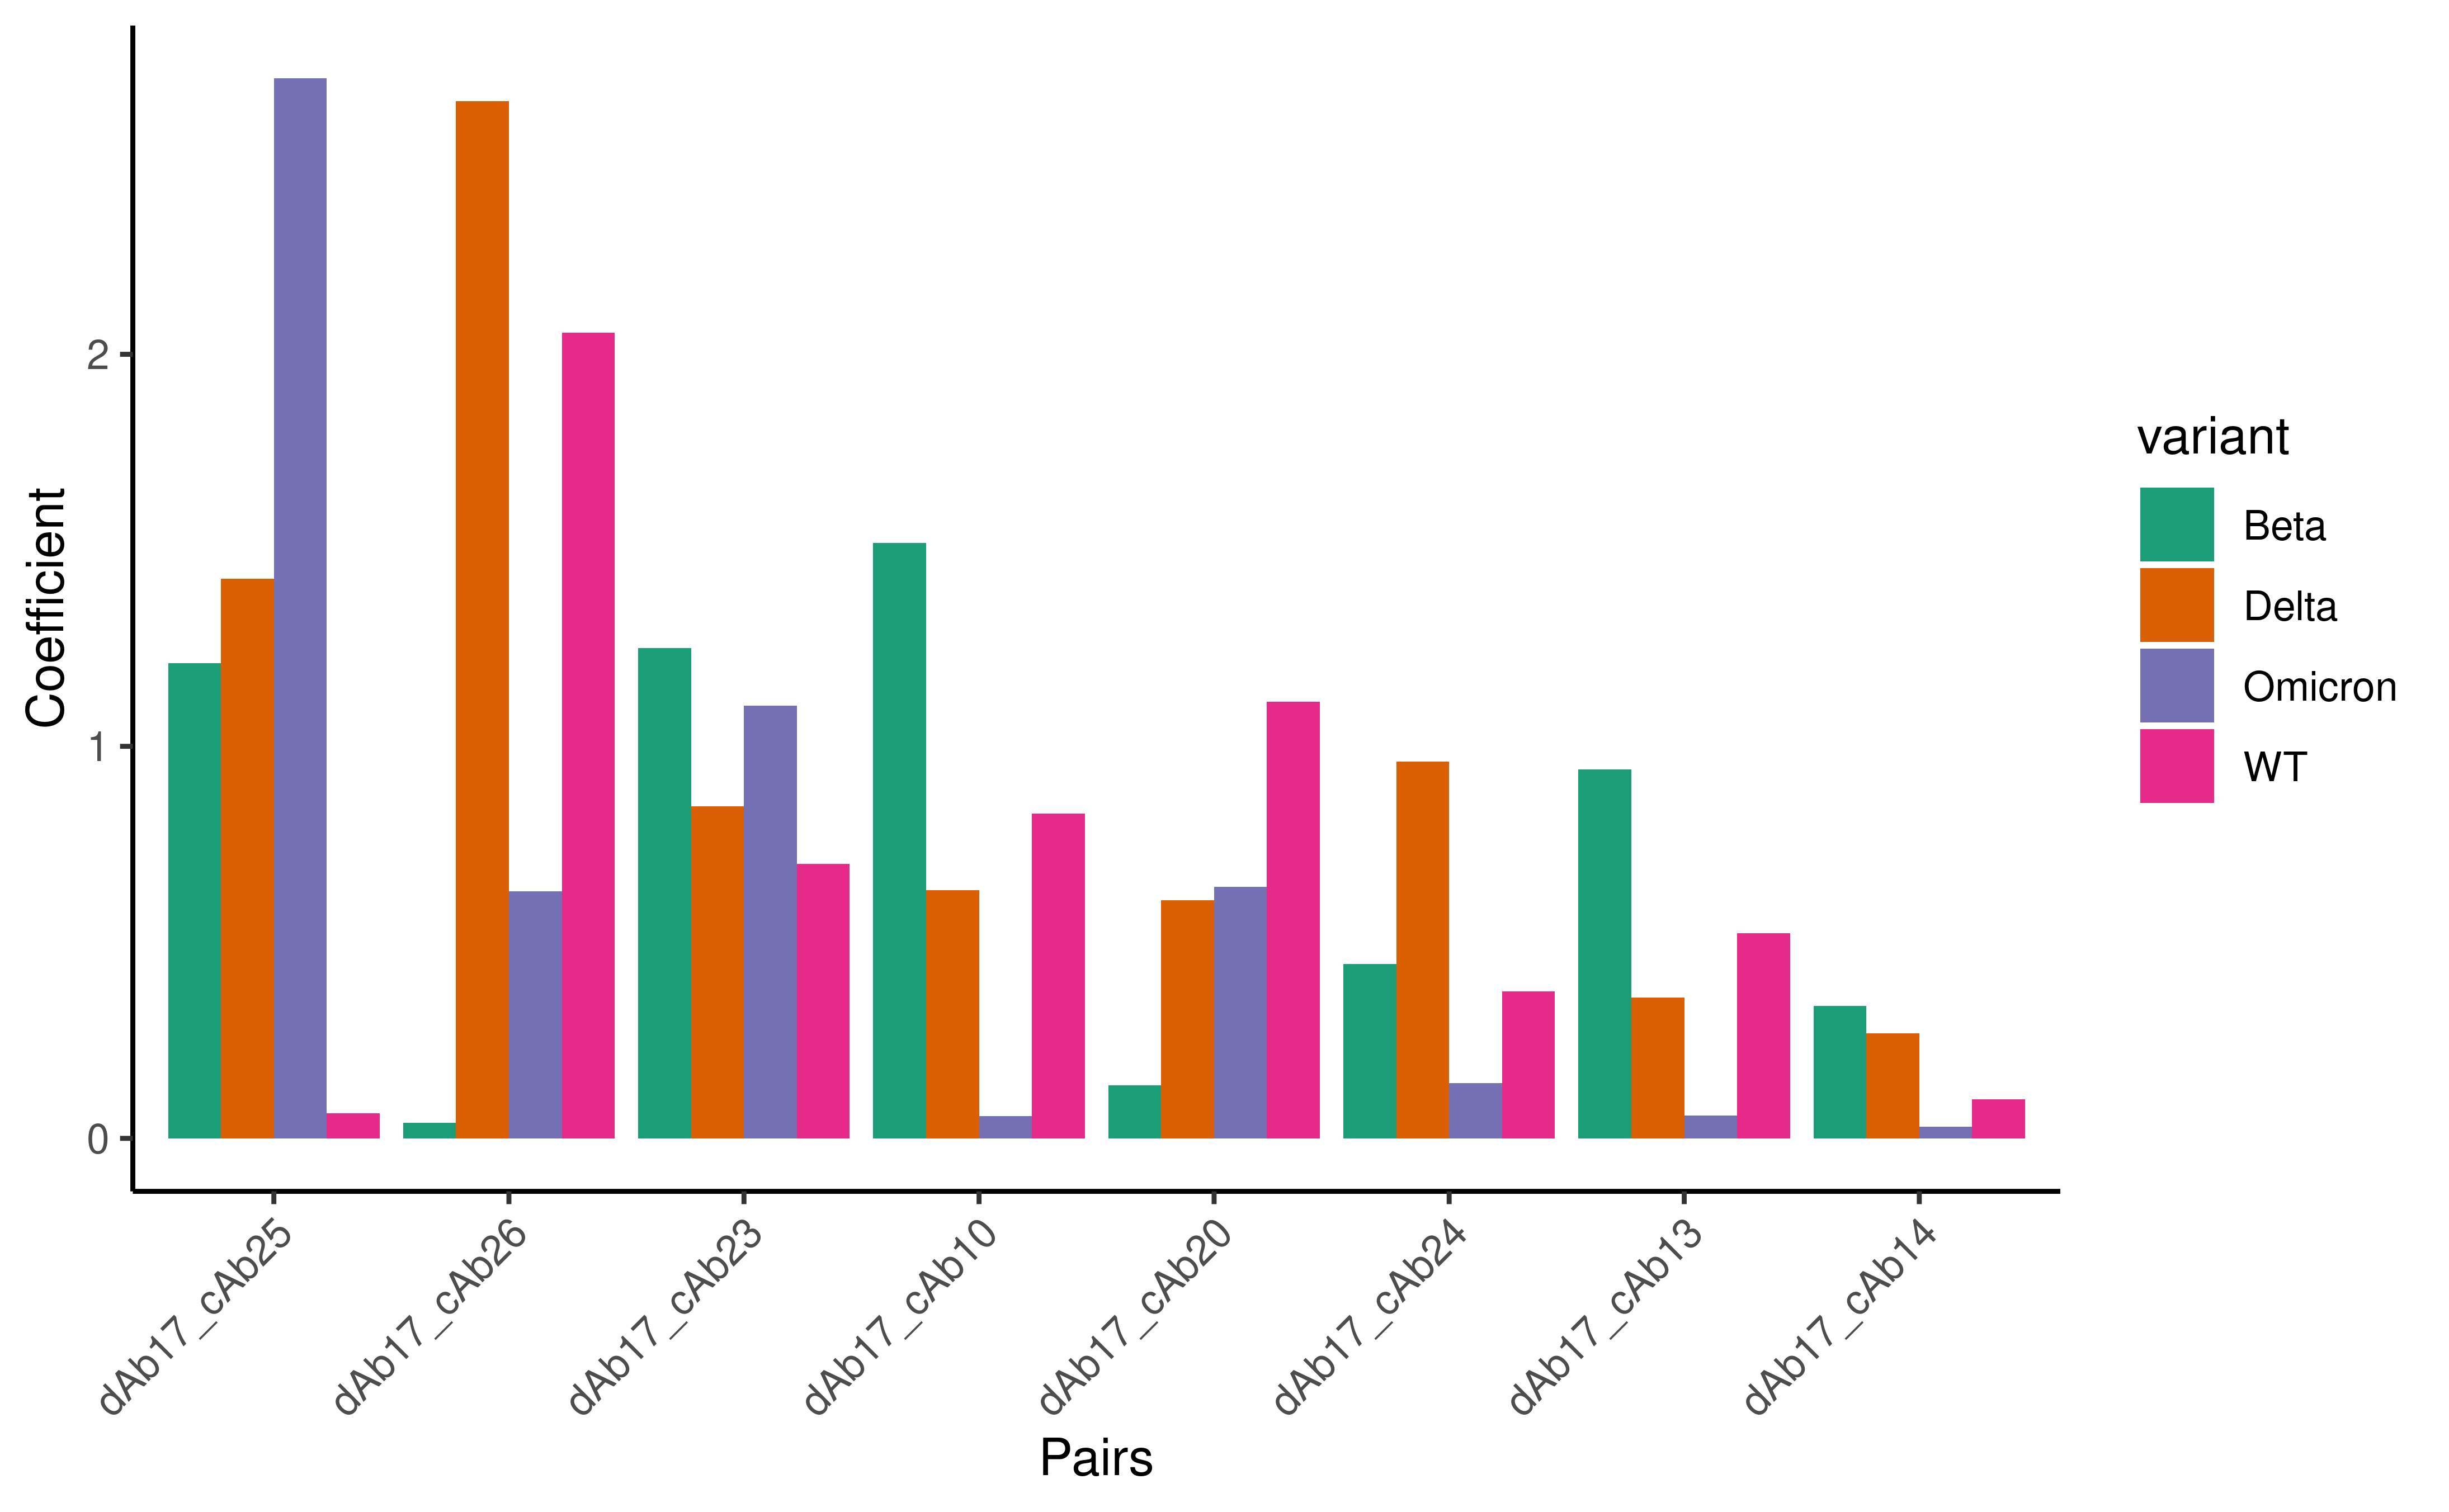 Coefficient
2
1
0
dAb17_cAb25
dAb17_cAb26
dAb17_cAb23
dAb17_cAb10
dAb17_cAb20
dAb17_cAb24
dAb17_cAb13
dAb17_cAb14
Pairs
variant
Beta
Delta
Omicron
WT